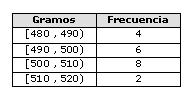 Gramos Frecuencia
[480 , 490) 4
[490 , 500) 6
[500 , 510) 8
[510 , 520) 2